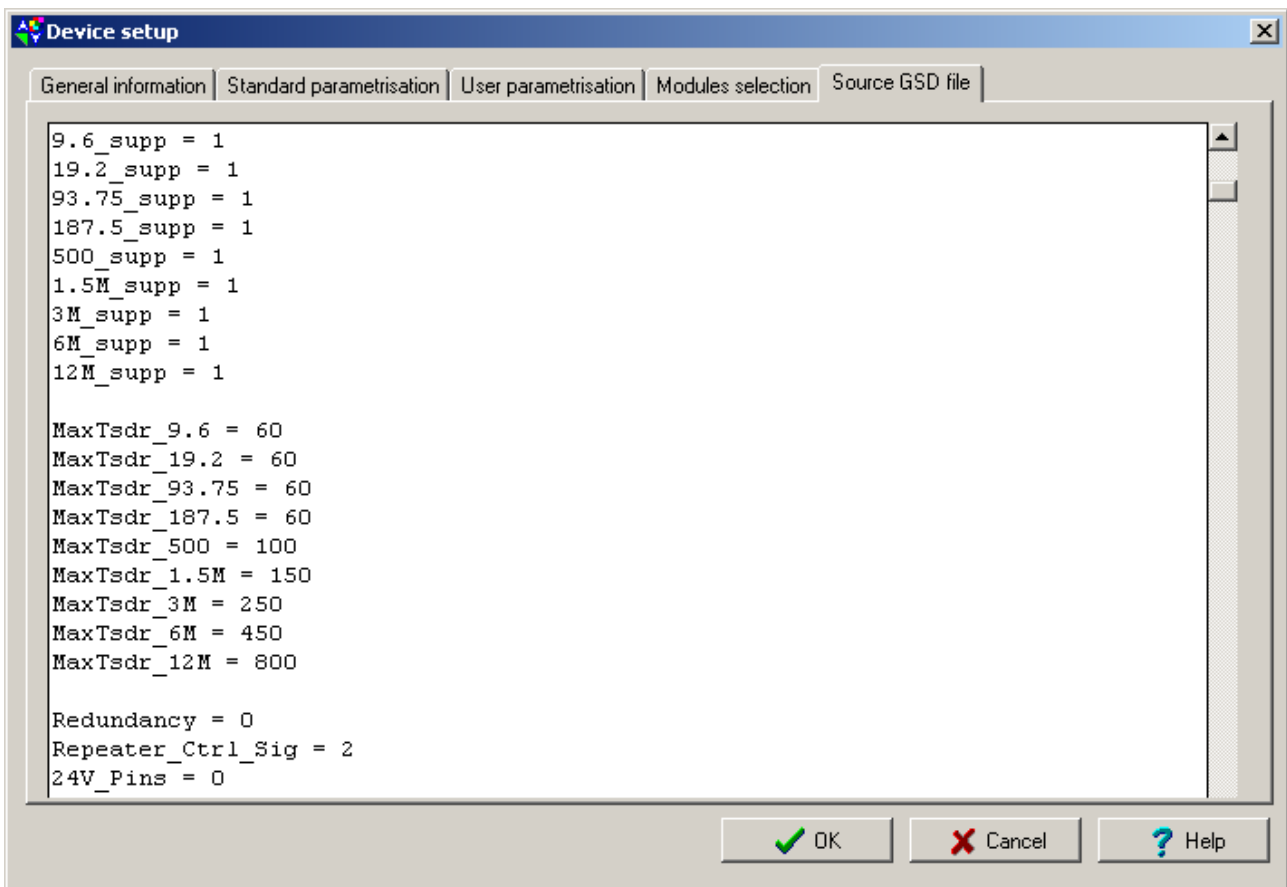 Device setup
General information Standard parametrisation User parametrisation Modules selection Source GSD file
9.6_supp = 1
19.2_supp = 1
93.75_supp = 1
187.5_supp = 1
500_supp = 1
1.5M_supp = 1
3M_supp = 1
6M_supp = 1
12M_supp = 1
MaxTsdr_9.6 = 60
MaxTsdr_19.2 = 60
MaxTsdr_93.75 = 60
MaxTsdr_187.5 = 60
MaxTsdr_500 = 100
MaxTsdr_1.5M = 150
MaxTsdr_3M = 250
MaxTsdr_6M = 450
MaxTsdr_12M = 800
Redundancy = 0
Repeater_Ctrl_Sig = 2
24V_Pins = 0
OK Cancel Help